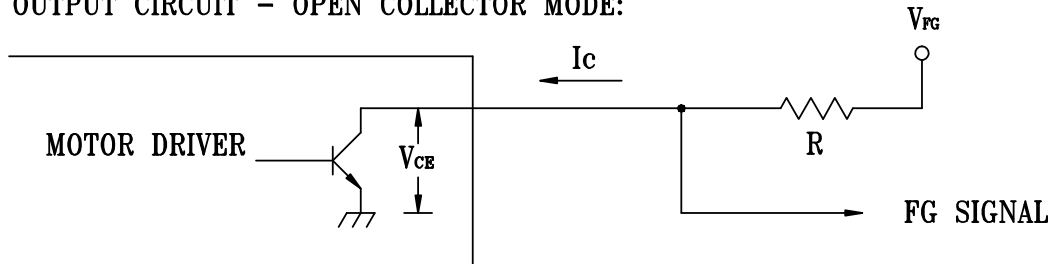 OUTPUT CIRCUIT - OPEN COLLECTOR MODE:
VFG
Ic
MOTOR DRIVER
VCE
R
FG SIGNAL